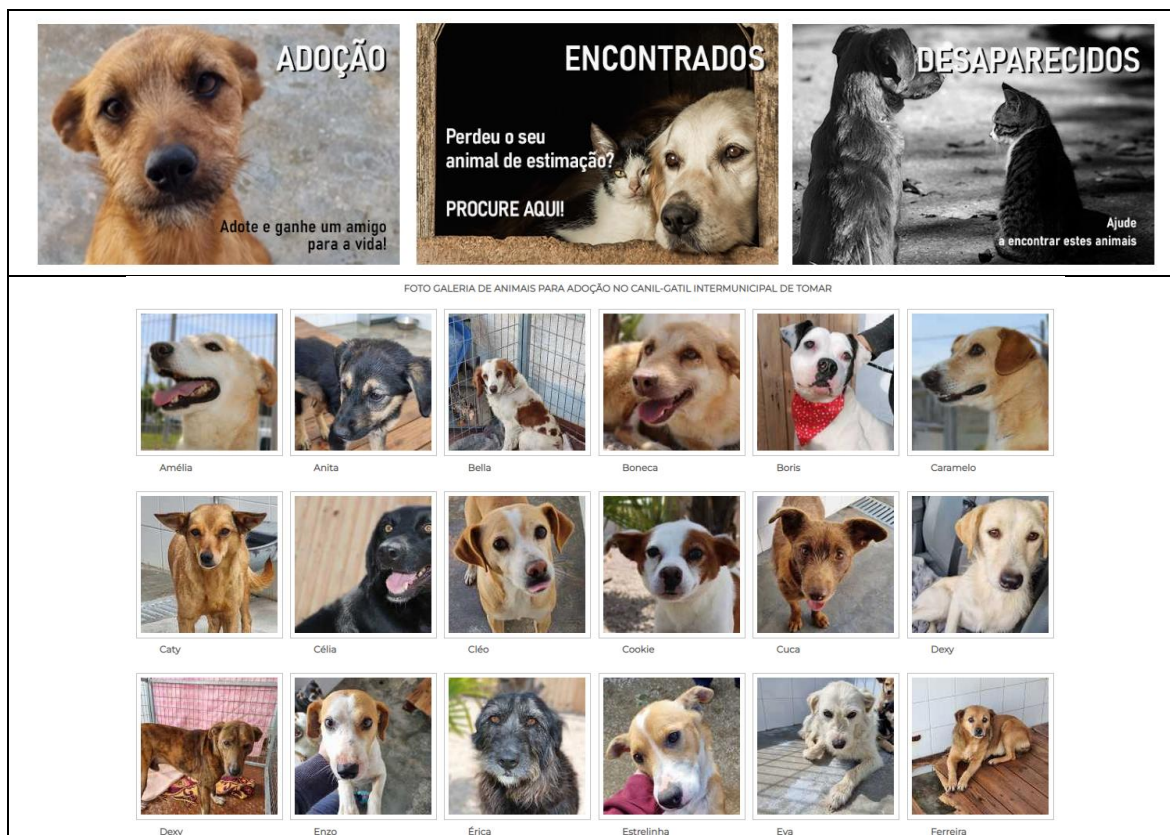 ADOÇÃO
Adote e ganhe um amigo
para a vida!
ENCONTRADOS
Perdeu o seu
animal de estimação?
PROCURE AQUI!
DESAPARECIDOS
Ajude
a encontrar estes animais
FOTO GALERIA DE ANIMAIS PARA ADOÇÃO NO CANIL-GATIL INTERMUNICIPAL DE TOMAR
Amélia
Anita
Bella
Boneca
Boris
Caramelo
Caty
Célia
Cléo
Cookie
Cuca
Dexy
Dexy
Enzo
Érica
Estrelinha
Eva
Ferreira